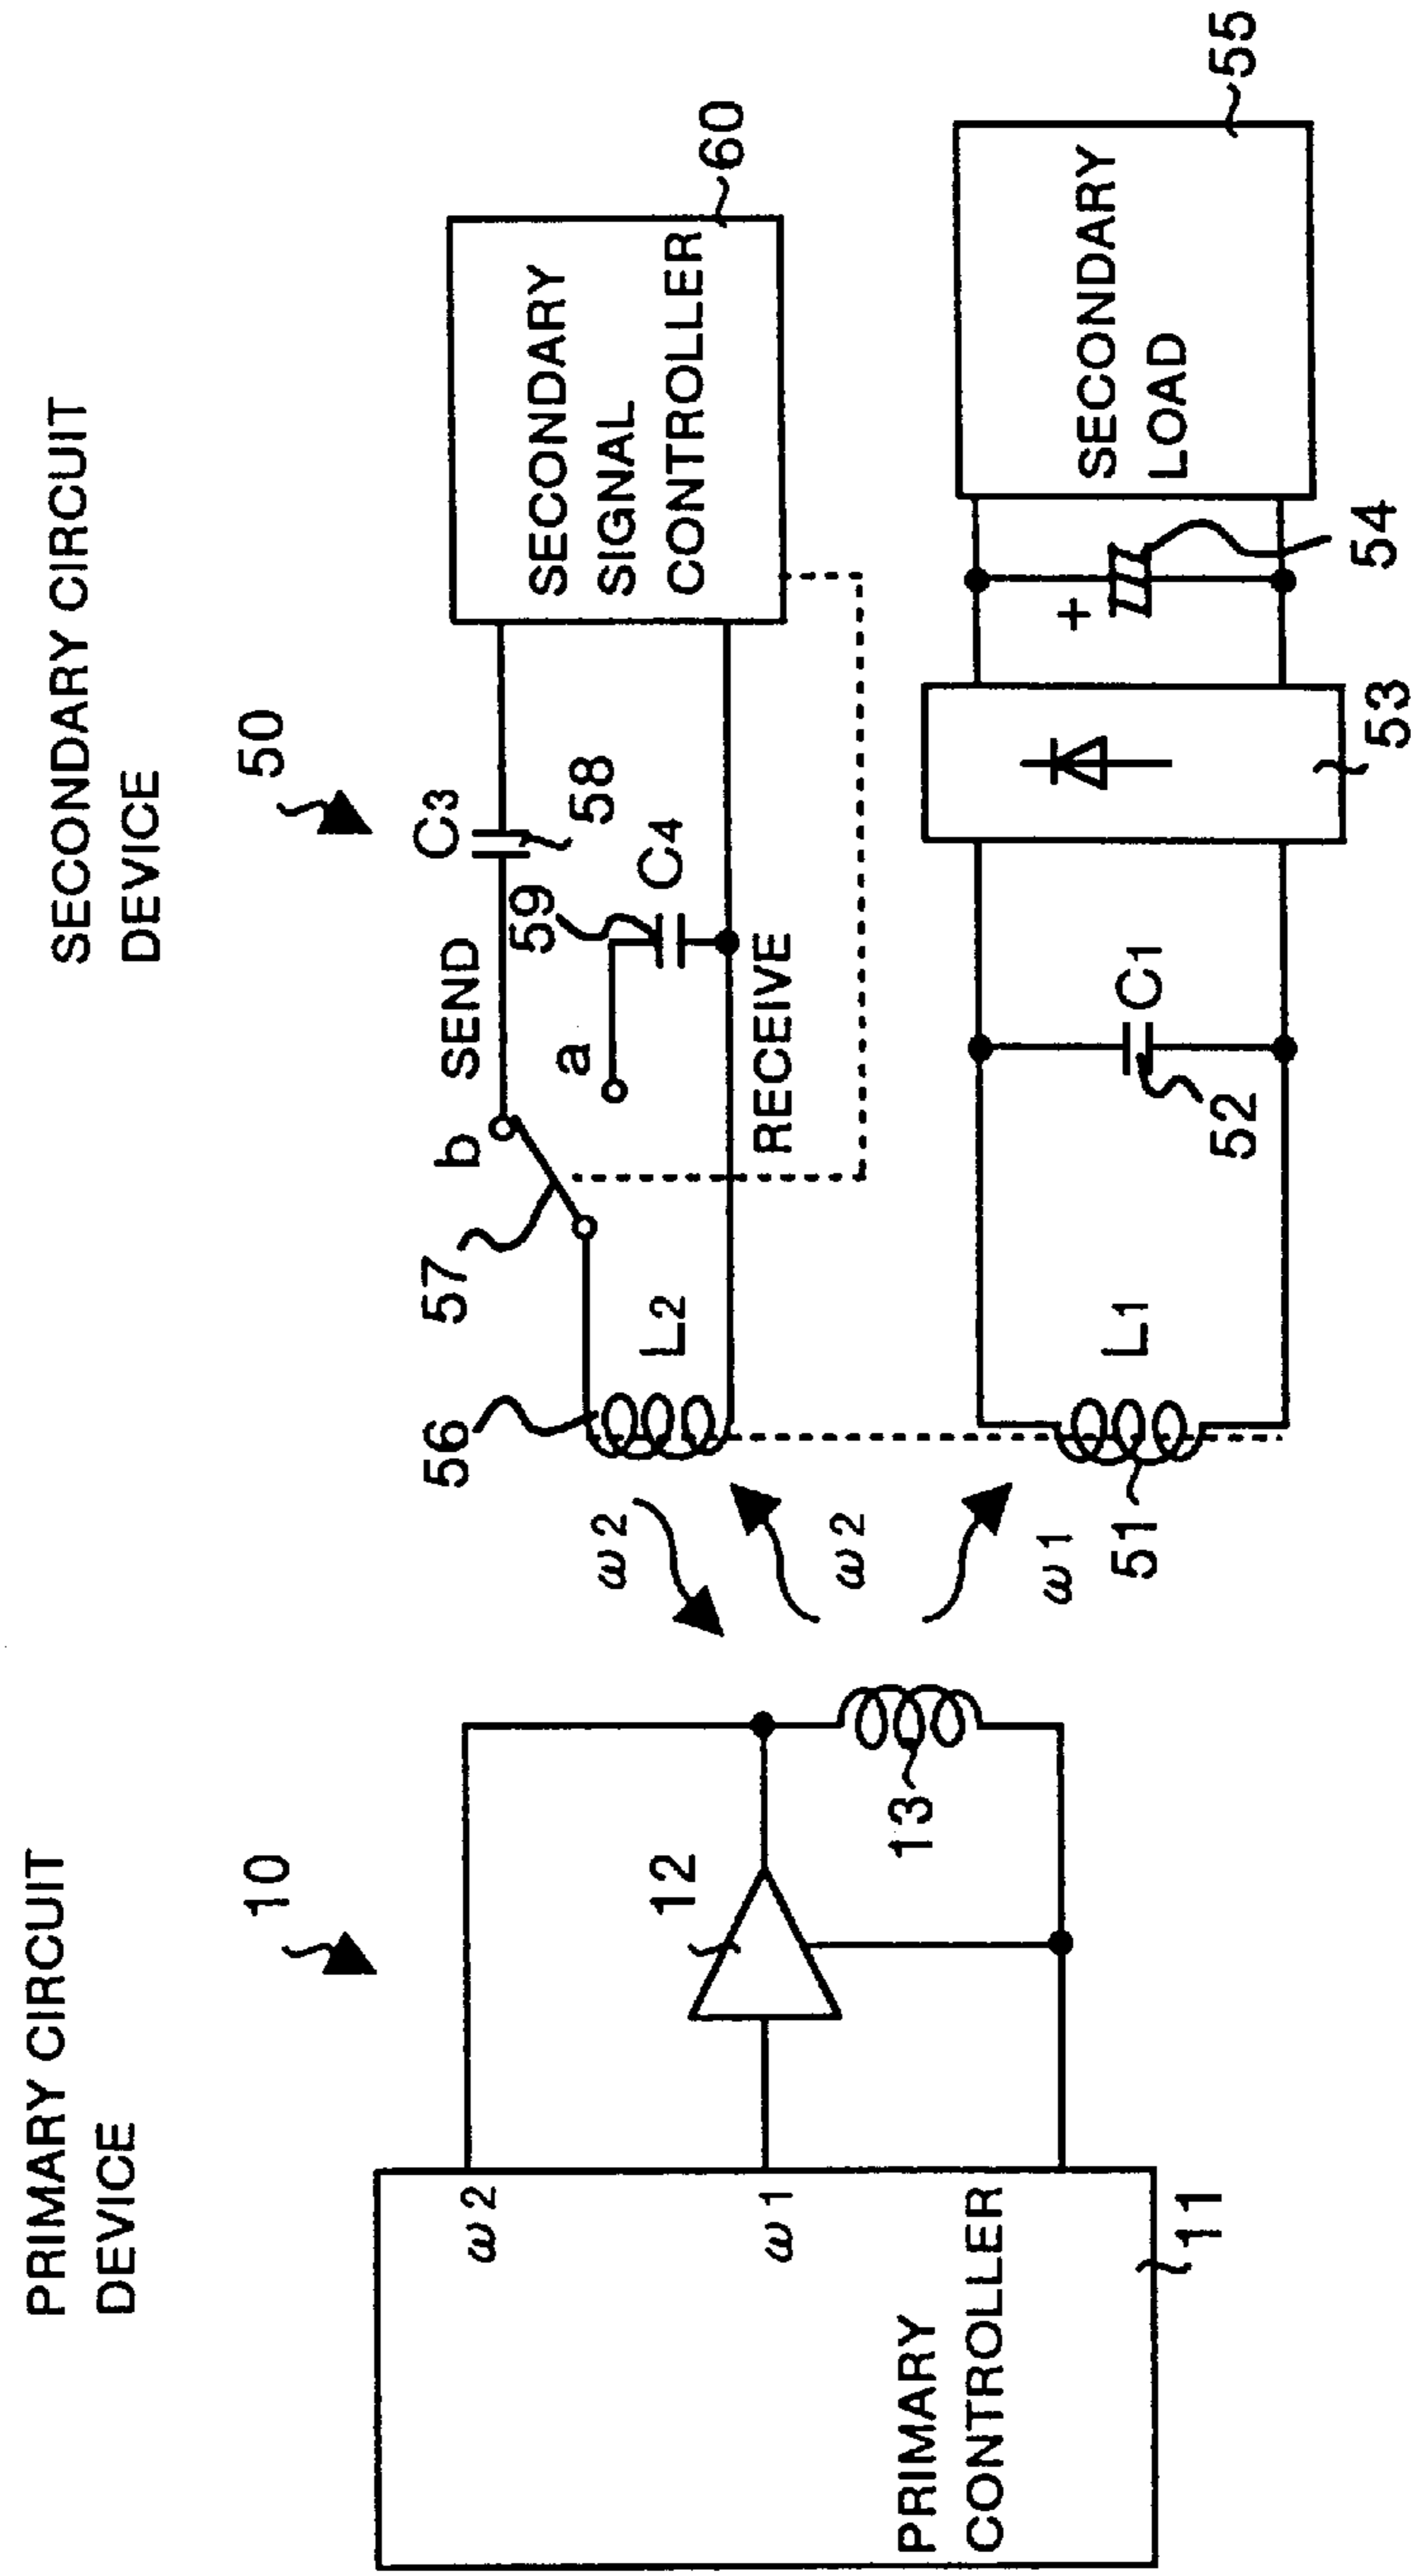 PRIMARY CIRCUIT
DEVICE
SECONDARY CIRCUIT
DEVICE
10
50
ω2
ω1
PRIMARY
CONTROLLER
11
12
13
ω2
ω2
ω1
56
57
L2
b
SEND
a
59
C3
58
C4
RECEIVE
SECONDARY
SIGNAL
CONTROLLER
60
51
L1
52
C1
53
+
54
SECONDARY
LOAD
55